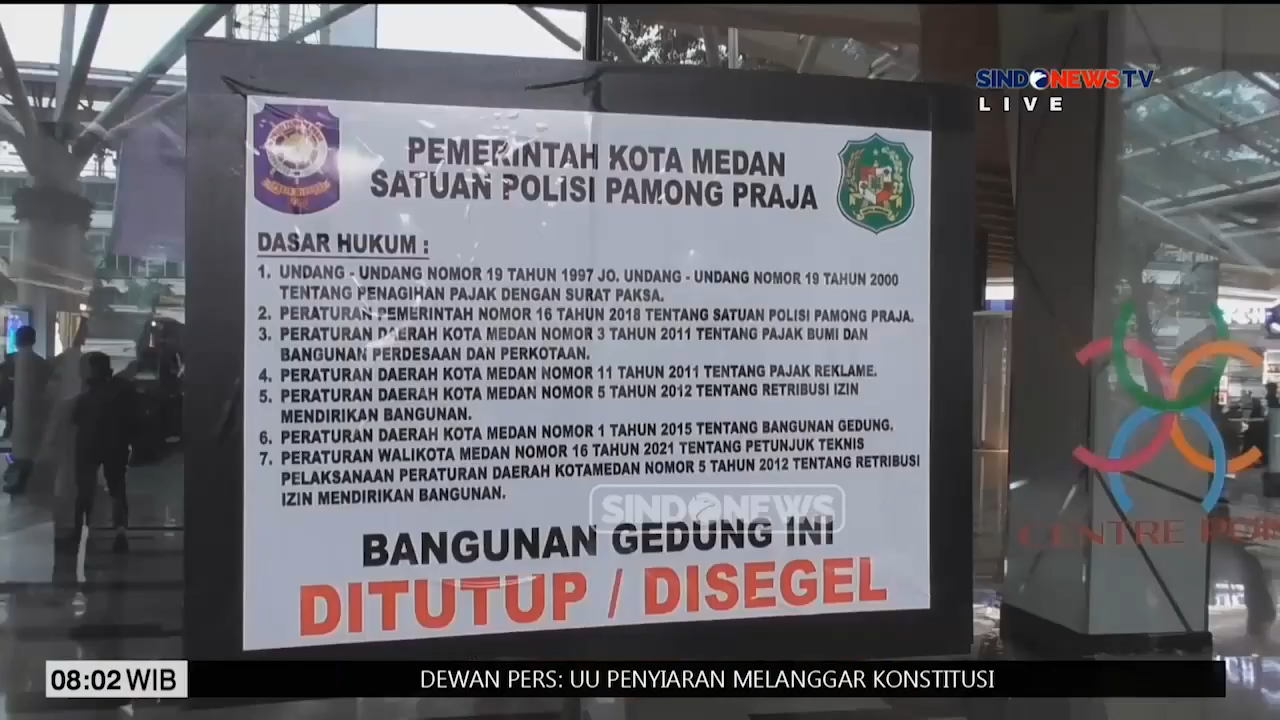 SINDONEWS TV
LIVE
PEMERINTAH KOTA MEDAN
SATUAN POLISI PAMONG PRAJA
DASAR HUKUM :
1. UNDANG - UNDANG NOMOR 19 TAHUN 1997 JO. UNDANG - UNDANG NOMOR 19 TAHUN 2000
TENTANG PENAGIHAN PAJAK DENGAN SURAT PAKSA.
2. PERATURAN PEMERINTAH NOMOR 16 TAHUN 2018 TENTANG SATUAN POLISI PAMONG PRAJA.
3. PERATURAN DAERAH KOTA MEDAN NOMOR 3 TAHUN 2011 TENTANG PAJAK BUMI DAN
BANGUNAN PERDESAAN DAN PERKOTAAN.
4. PERATURAN DAERAH KOTA MEDAN NOMOR 11 TAHUN 2011 TENTANG PAJAK REKLAME.
5. PERATURAN DAERAH KOTA MEDAN NOMOR 5 TAHUN 2012 TENTANG RETRIBUSI IZIN
MENDIRIKAN BANGUNAN.
6. PERATURAN DAERAH KOTA MEDAN NOMOR 1 TAHUN 2015 TENTANG BANGUNAN GEDUNG.
7. PERATURAN WALIKOTA MEDAN NOMOR 16 TAHUN 2021 TENTANG PETUNJUK TEKNIS
PELAKSANAAN PERATURAN DAERAH KOTAMEDAN NOMOR 5 TAHUN 2012 TENTANG RETRIBUSI
IZIN MENDIRIKAN BANGUNAN.
SINDONEWS
BANGUNAN GEDUNG INI
DITUTUP / DISEGEL
CENTRE
08:02 WIB
DEWAN PERS: UU PENYIARAN MELANGGAR KONSTITUSI